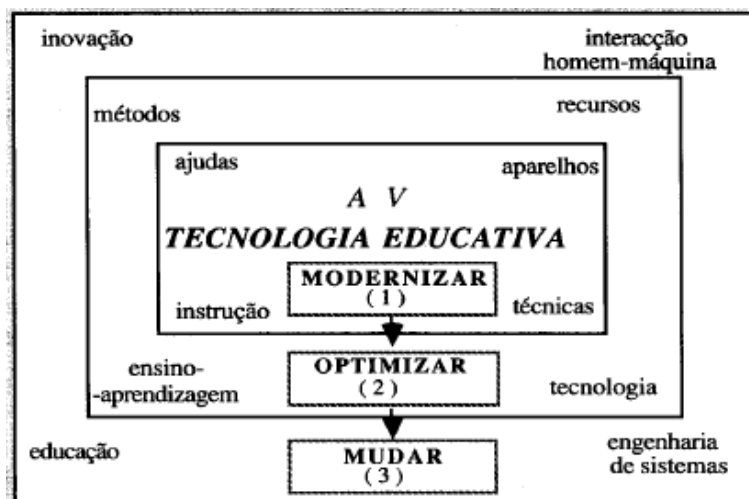 inovação
interacção
homem-máquina
métodos
recursos
ajudas
aparelhos
A V
TECNOLOGIA EDUCATIVA
MODERNIZAR
(1)
instrução
técnicas
ensino-
-aprendizagem
OPTIMIZAR
(2)
tecnologia
educação
MUDAR
(3)
engenharia
de sistemas